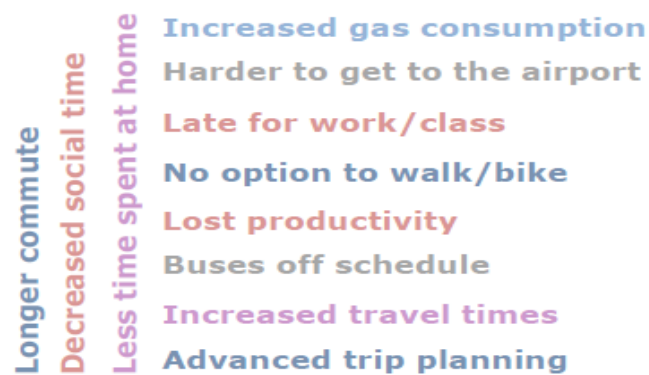 Longer commute
Decreased social time
Less time spent at home
Increased gas consumption
Harder to get to the airport
Late for work/class
No option to walk/bike
Lost productivity
Buses off schedule
Increased travel times
Advanced trip planning